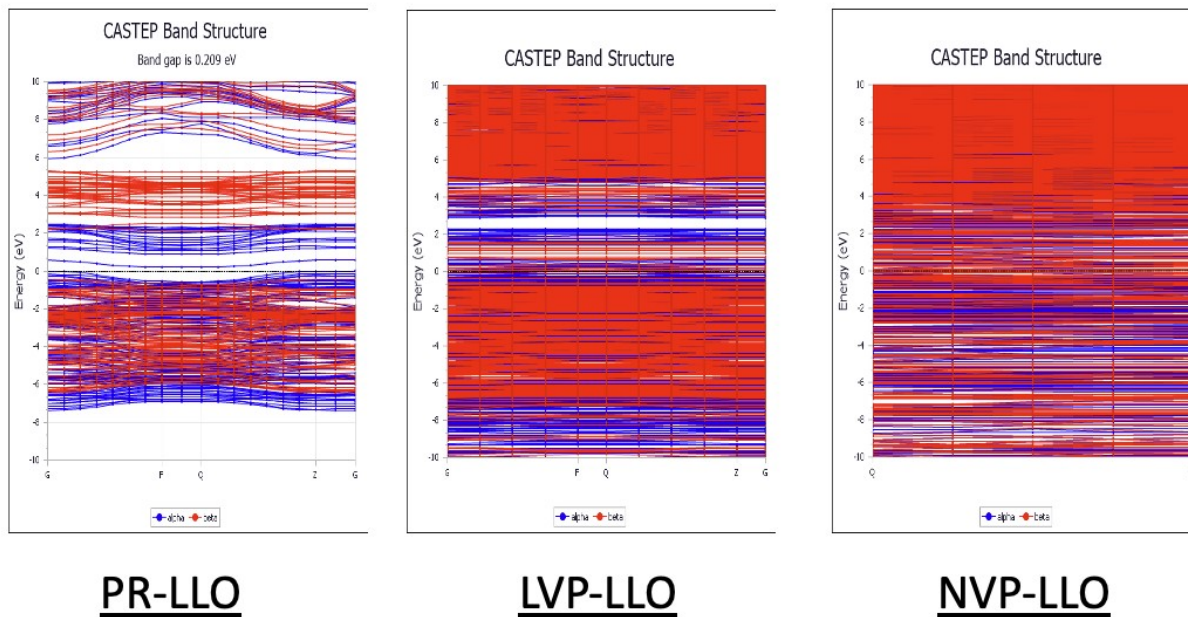 CASTEP Band Structure
Band gap is 0.209 eV
Energy (eV)
10
8
6
4
2
0
-2
-4
-6
-8
-10
G
F
Q
Z
G
alpha
beta
PR-LLO
CASTEP Band Structure
Energy (eV)
10
8
6
4
2
0
-2
-4
-6
-8
-10
G
F
Q
Z
G
alpha
beta
LVP-LLO
CASTEP Band Structure
Energy (eV)
10
8
6
4
2
0
-2
-4
-6
-8
-10
Q
alpha
beta
NVP-LLO